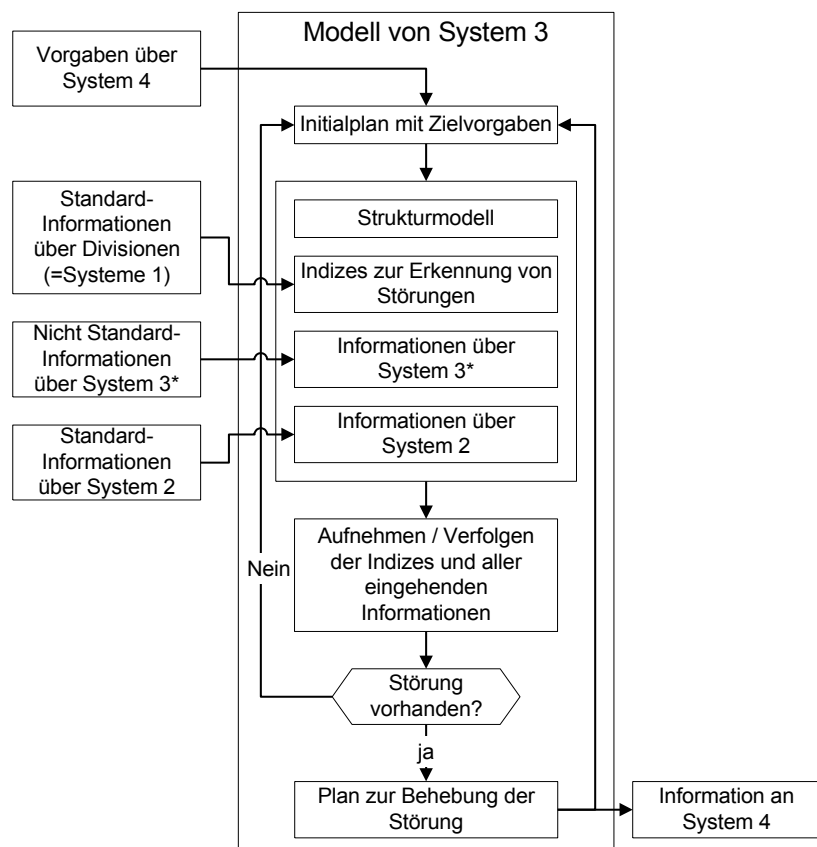 Modell von System 3
Vorgaben über
System 4
Initialplan mit Zielvorgaben
Standard-
Informationen
über Divisionen
(=Systeme 1)
Strukturmodell
Indizes zur Erkennung von
Störungen
Nicht Standard-
Informationen
über System 3*
Informationen über
System 3*
Standard-
Informationen
über System 2
Informationen über
System 2
Aufnehmen / Verfolgen
der Indizes und aller
eingehenden
Informationen
Nein
Störung
vorhanden?
ja
Plan zur Behebung der
Störung
Information an
System 4